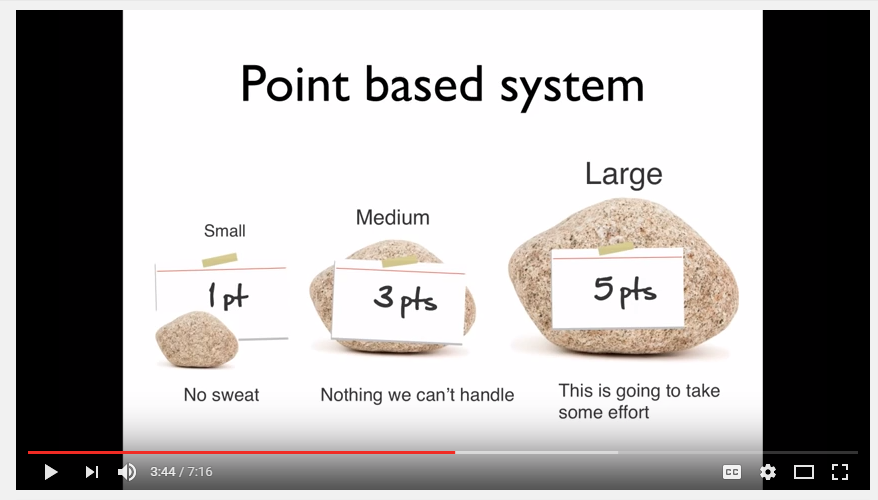 Point based system
Small
Medium
Large
1 pt
3 pts
5 pts
No sweat
Nothing we can't handle
This is going to take
some effort
3:44 / 7:16
CC